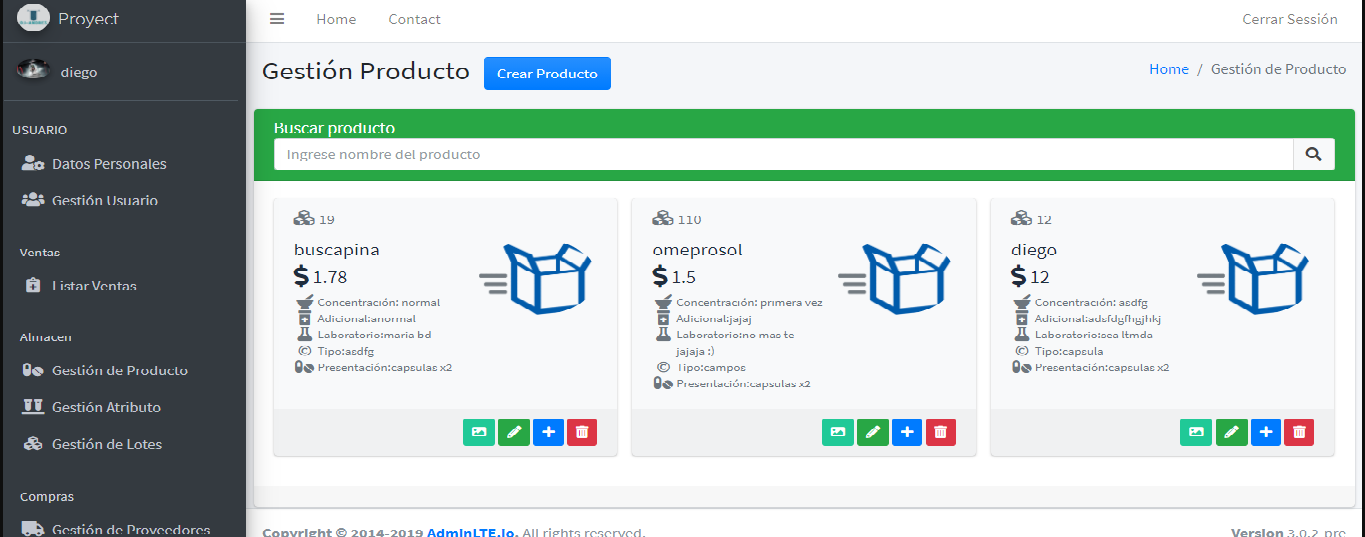 Proyect
Home
Contact
Cerrar Sessión
diego
Gestión Producto
Crear Producto
Home / Gestión de Producto
USUARIO
Datos Personales
Gestión Usuario
Ventas
Listar Ventas
Almacen
Gestión de Producto
Gestión Atributo
Gestión de Lotes
Compras
Gestión de Proveedores
Buscar producto
Ingrese nombre del producto
19
buscapina
$ 1.78
Concentración: normal
Adicional:anormal
Laboratorio:maria bd
Tipo:asdfg
Presentación:capsulas x2
110
omeprosol
$ 1.5
Concentración: primera vez
Adicional:jajaj
Laboratorio:no mas te
jajaja :)
Tipo:campos
Presentación:capsulas x2
12
diego
$ 12
Concentración: asdfg
Adicional:adsfdgfhgjhkj
Laboratorio:sea ltmda
Tipo:capsula
Presentación:capsulas x2
Copyright © 2014-2019 AdminLTE.io. All rights reserved.
Version 3.0.2-pre